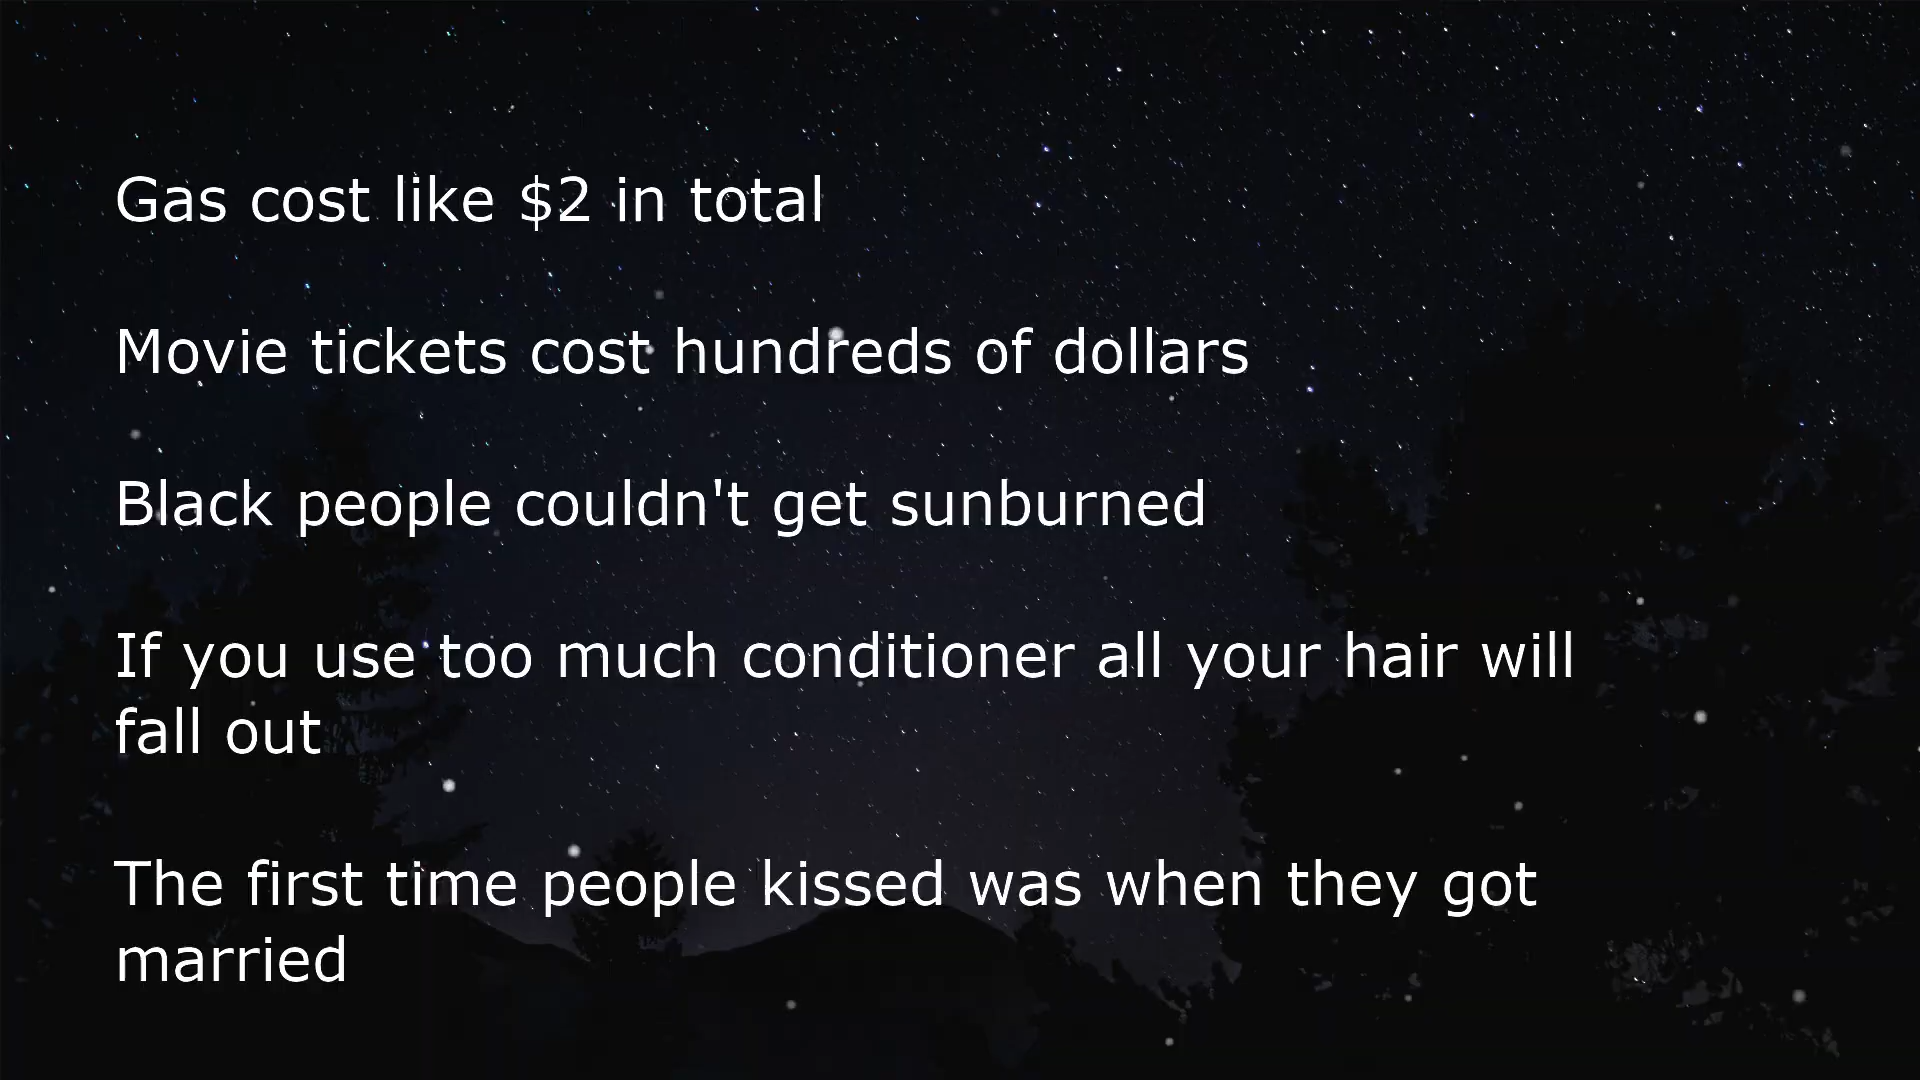 Gas cost like $2 in total
Movie tickets cost hundreds of dollars
Black people couldn't get sunburned
If you use too much conditioner all your hair will
fall out
The first time people kissed was when they got
married